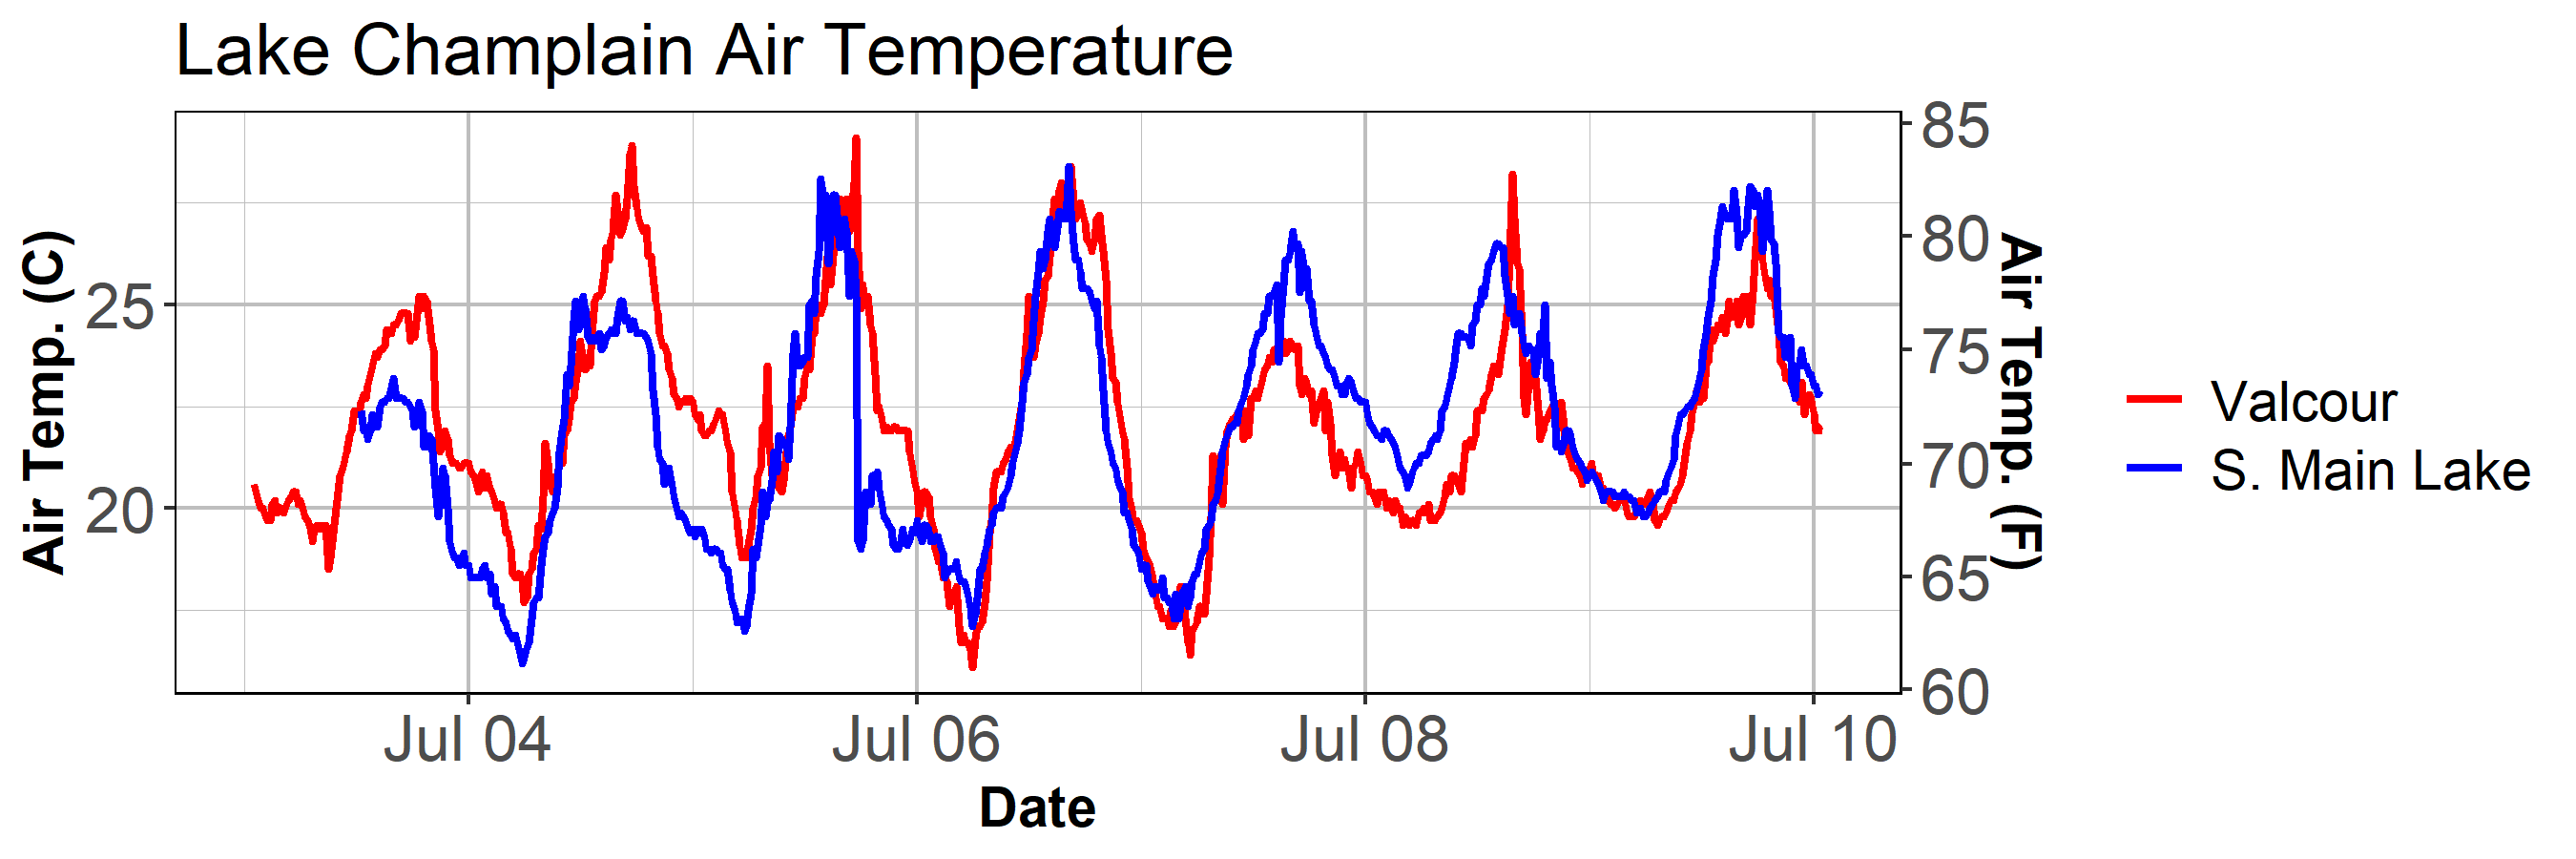 Lake Champlain Air Temperature
Air Temp. (C)
25
20
85
80
75
70
65
60
Air Temp. (F)
Jul 04
Jul 06
Jul 08
Jul 10
Date
Valcour
S. Main Lake